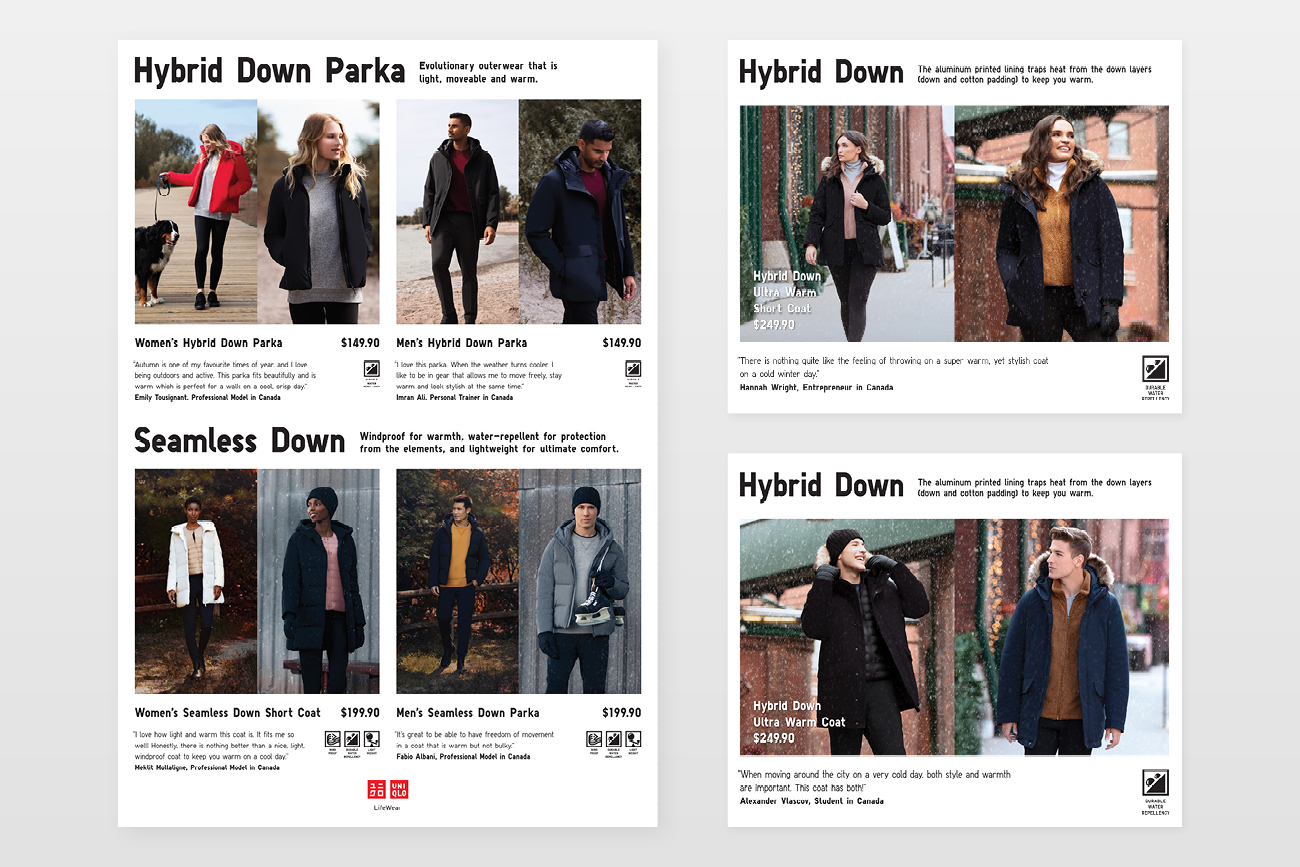 Hybrid Down Parka
Evolutionary outerwear that is
light, moveable and warm.
Women's Hybrid Down Parka $149.90
"Autumn is one of my favourite times of year, and I love
being outdoors and active. This parka fits beautifully and is
warm which is perfect for a walk on a cool, crisp day."
Emily Tousignant, Professional Model in Canada
WATER
Men's Hybrid Down Parka $149.90
"I love this parka. When the weather turns cooler I
like to be in gear that allows me to move freely, stay
warm and look stylish at the same time."
Imran Ali, Personal Trainer in Canada
WATER
Seamless Down
Windproof for warmth, water-repellent for protection
from the elements, and lightweight for ultimate comfort.
Women's Seamless Down Short Coat $199.90
"I love how light and warm this coat is. It fits me so
well! Honestly, there is nothing better than a nice, light,
windproof coat to keep you warm on a cool day."
Meklit Mullaligne, Professional Model in Canada
WIND
PROOF
DURABLE
WATER
REPELLENCY
LIGHT
WEIGHT
Men's Seamless Down Parka $199.90
"It's great to be able to have freedom of movement
in a coat that is warm but not bulky."
Fabio Albani, Professional Model in Canada
WIND
PROOF
DURABLE
WATER
REPELLENCY
LIGHT
WEIGHT
ユニ
クロ
UNI
QLO
LifeWear
Hybrid Down
The aluminum printed lining traps heat from the down layers
(down and cotton padding) to keep you warm.
Hybrid Down
Ultra Warm
Short Coat
$249.90
"There is nothing quite like the feeling of throwing on a super warm, yet stylish coat
on a cold winter day."
Hannah Wright, Entrepreneur in Canada
DURABLE
WATER
REPELLENCY
Hybrid Down
The aluminum printed lining traps heat from the down layers
(down and cotton padding) to keep you warm.
Hybrid Down
Ultra Warm Coat
$249.90
"When moving around the city on a very cold day, both style and warmth
are important. This coat has both!"
Alexander Vlascov, Student in Canada
DURABLE
WATER
REPELLENCY